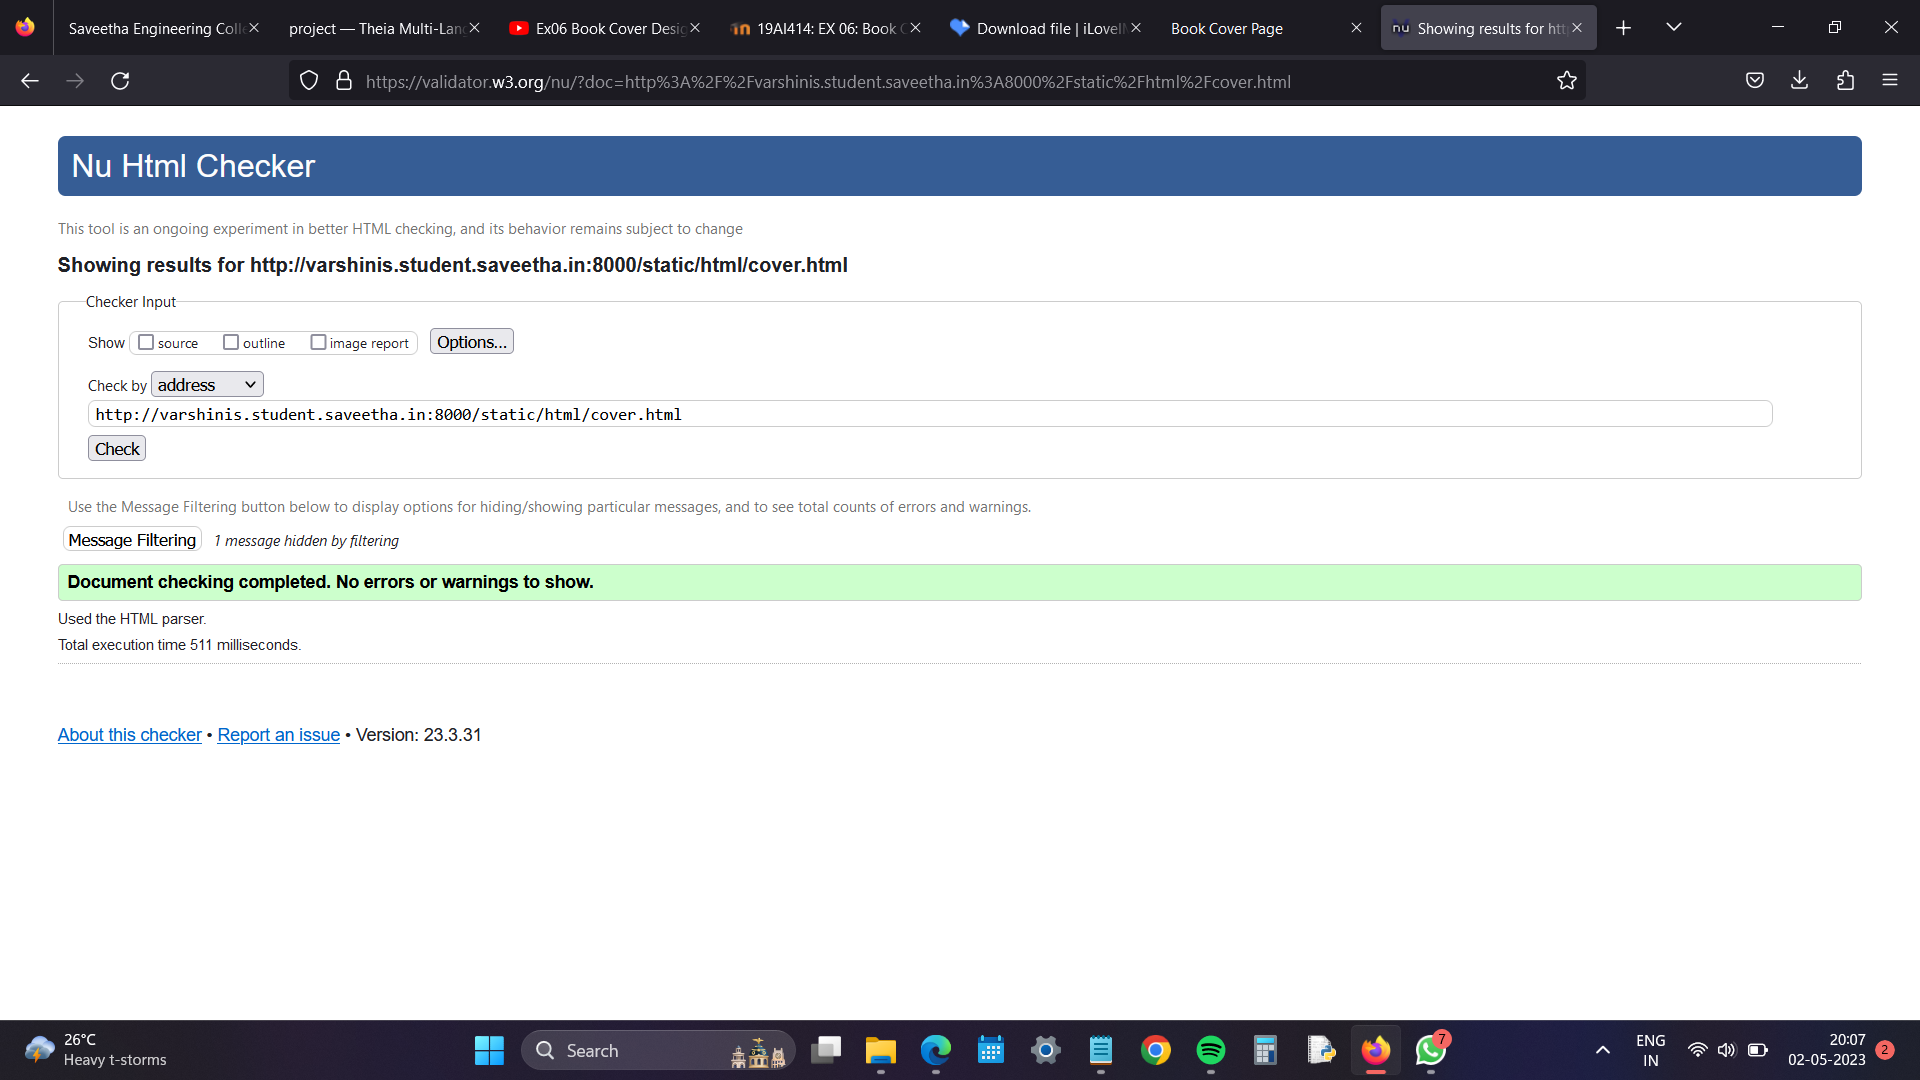 Saveetha Engineering Coll
project — Theia Multi-Lan
Ex06 Book Cover Desig
19AI414: EX 06: Book C
Download file | iLoveI
Book Cover Page
nu Showing results for htt
https://validator.w3.org/nu/?doc=http%3A%2F%2Fvarshinis.student.saveetha.in%3A8000%2Fstatic%2Fhtml%2Fcover.html
Nu Html Checker
This tool is an ongoing experiment in better HTML checking, and its behavior remains subject to change
Showing results for http://varshinis.student.saveetha.in:8000/static/html/cover.html
Checker Input
Show source outline image report Options...
Check by address
http://varshinis.student.saveetha.in:8000/static/html/cover.html
Check
Use the Message Filtering button below to display options for hiding/showing particular messages, and to see total counts of errors and warnings.
Message Filtering 1 message hidden by filtering
Document checking completed. No errors or warnings to show.
Used the HTML parser.
Total execution time 511 milliseconds.
About this checker • Report an issue • Version: 23.3.31
26°C
Heavy t-storms
Search
7
ENG
IN
20:07
02-05-2023
2